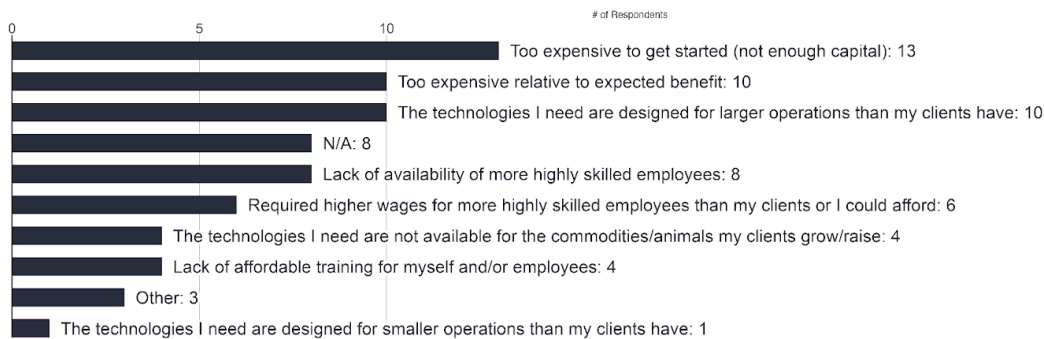 # of Respondents
0 5 10
Too expensive to get started (not enough capital): 13
Too expensive relative to expected benefit: 10
The technologies I need are designed for larger operations than my clients have: 10
N/A: 8
Lack of availability of more highly skilled employees: 8
Required higher wages for more highly skilled employees than my clients or I could afford: 6
The technologies I need are not available for the commodities/animals my clients grow/raise: 4
Lack of affordable training for myself and/or employees: 4
Other: 3
The technologies I need are designed for smaller operations than my clients have: 1